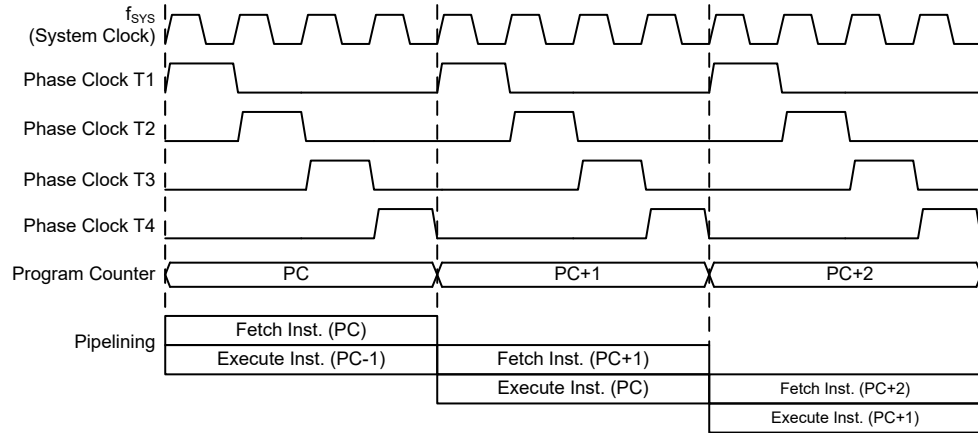 fSYS
(System Clock)
Phase Clock T1
Phase Clock T2
Phase Clock T3
Phase Clock T4
Program Counter PC PC+1 PC+2
Pipelining
Fetch Inst. (PC)
Execute Inst. (PC-1) Fetch Inst. (PC+1)
Execute Inst. (PC) Fetch Inst. (PC+2)
Execute Inst. (PC+1)